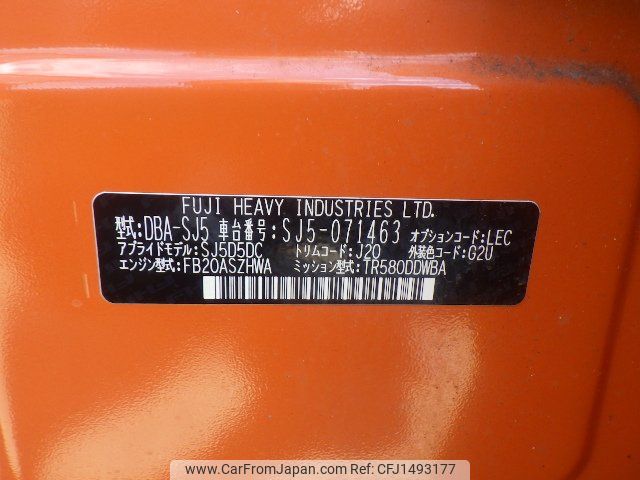 FUJI HEAVY INDUSTRIES LTD.
型式:DBA-SJ5 車台番号:SJ5-071463 オプションコード:LEC
アプライドモデル:SJ5D5DC トリムコード:J20 外装色コード:G2U
エンジン型式:FB20ASZHWA ミッション型式:TR580DDWBA
www.CarFromJapan.com - Ref No: CFJ1493177